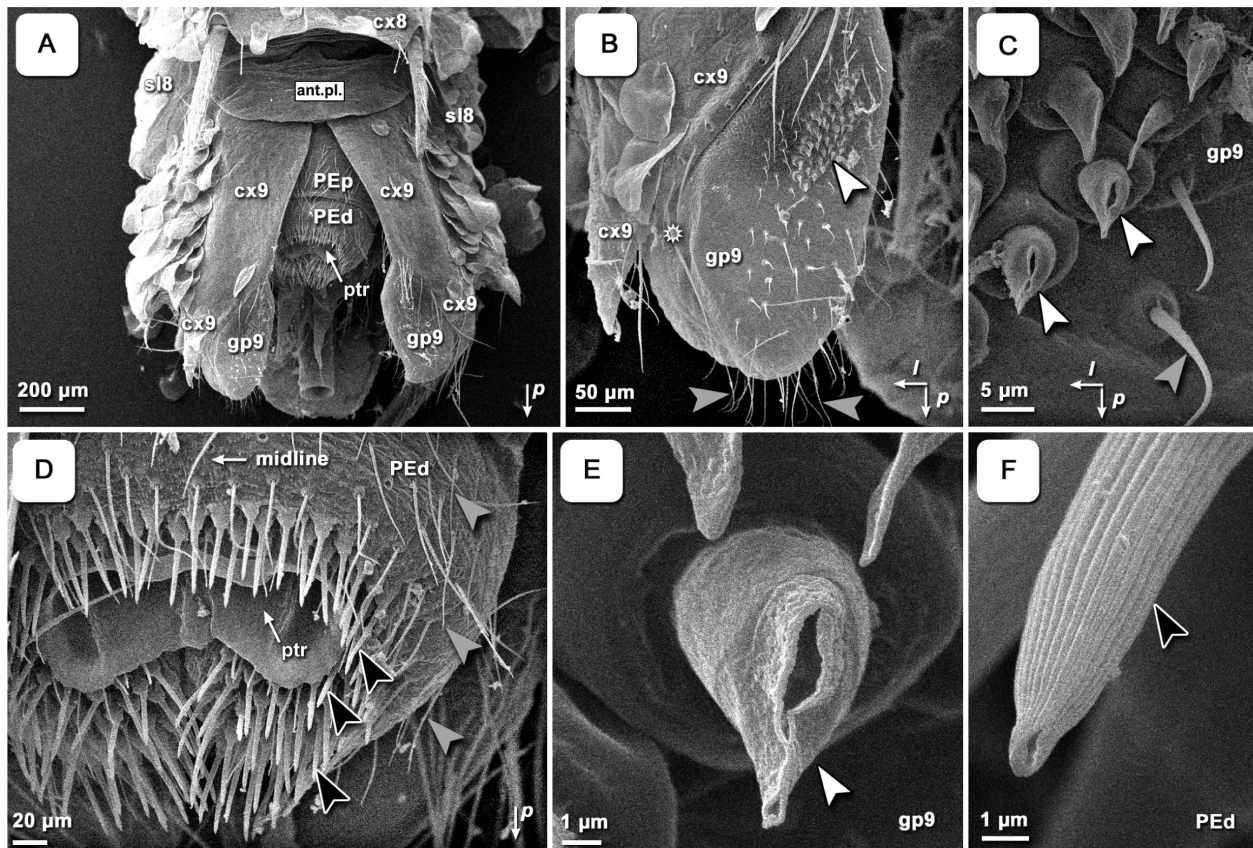 A
cx8
sl8
ant.pl.
sl8
cx9
PEp
cx9
PEd
ptr
cx9
cx9
gp9
gp9
200 µm
p
B
cx9
cx9
gp9
50 µm
l
p
C
gp9
5 µm
l
p
D
midline
PEd
ptr
20 µm
p
E
1 µm
gp9
F
1 µm
PEd